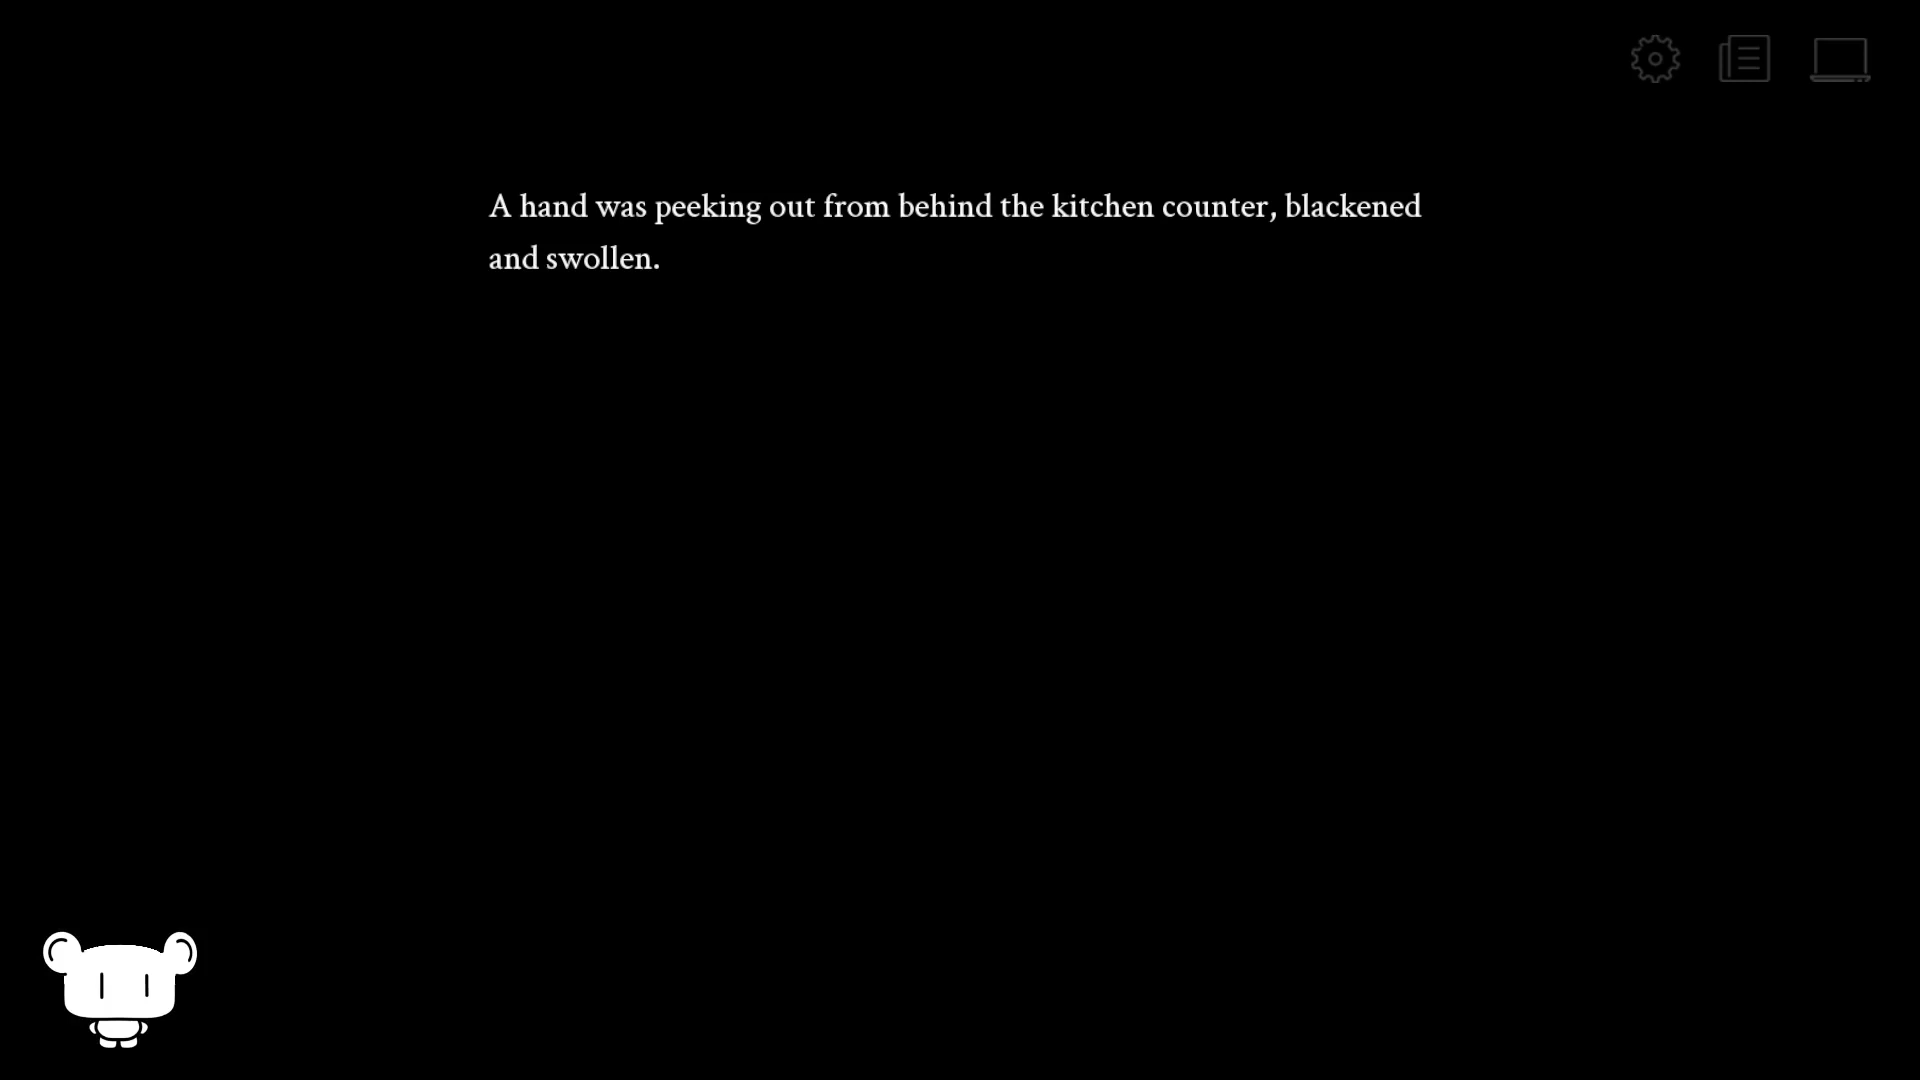 A hand was peeking out from behind the kitchen counter, blackened
and swollen.